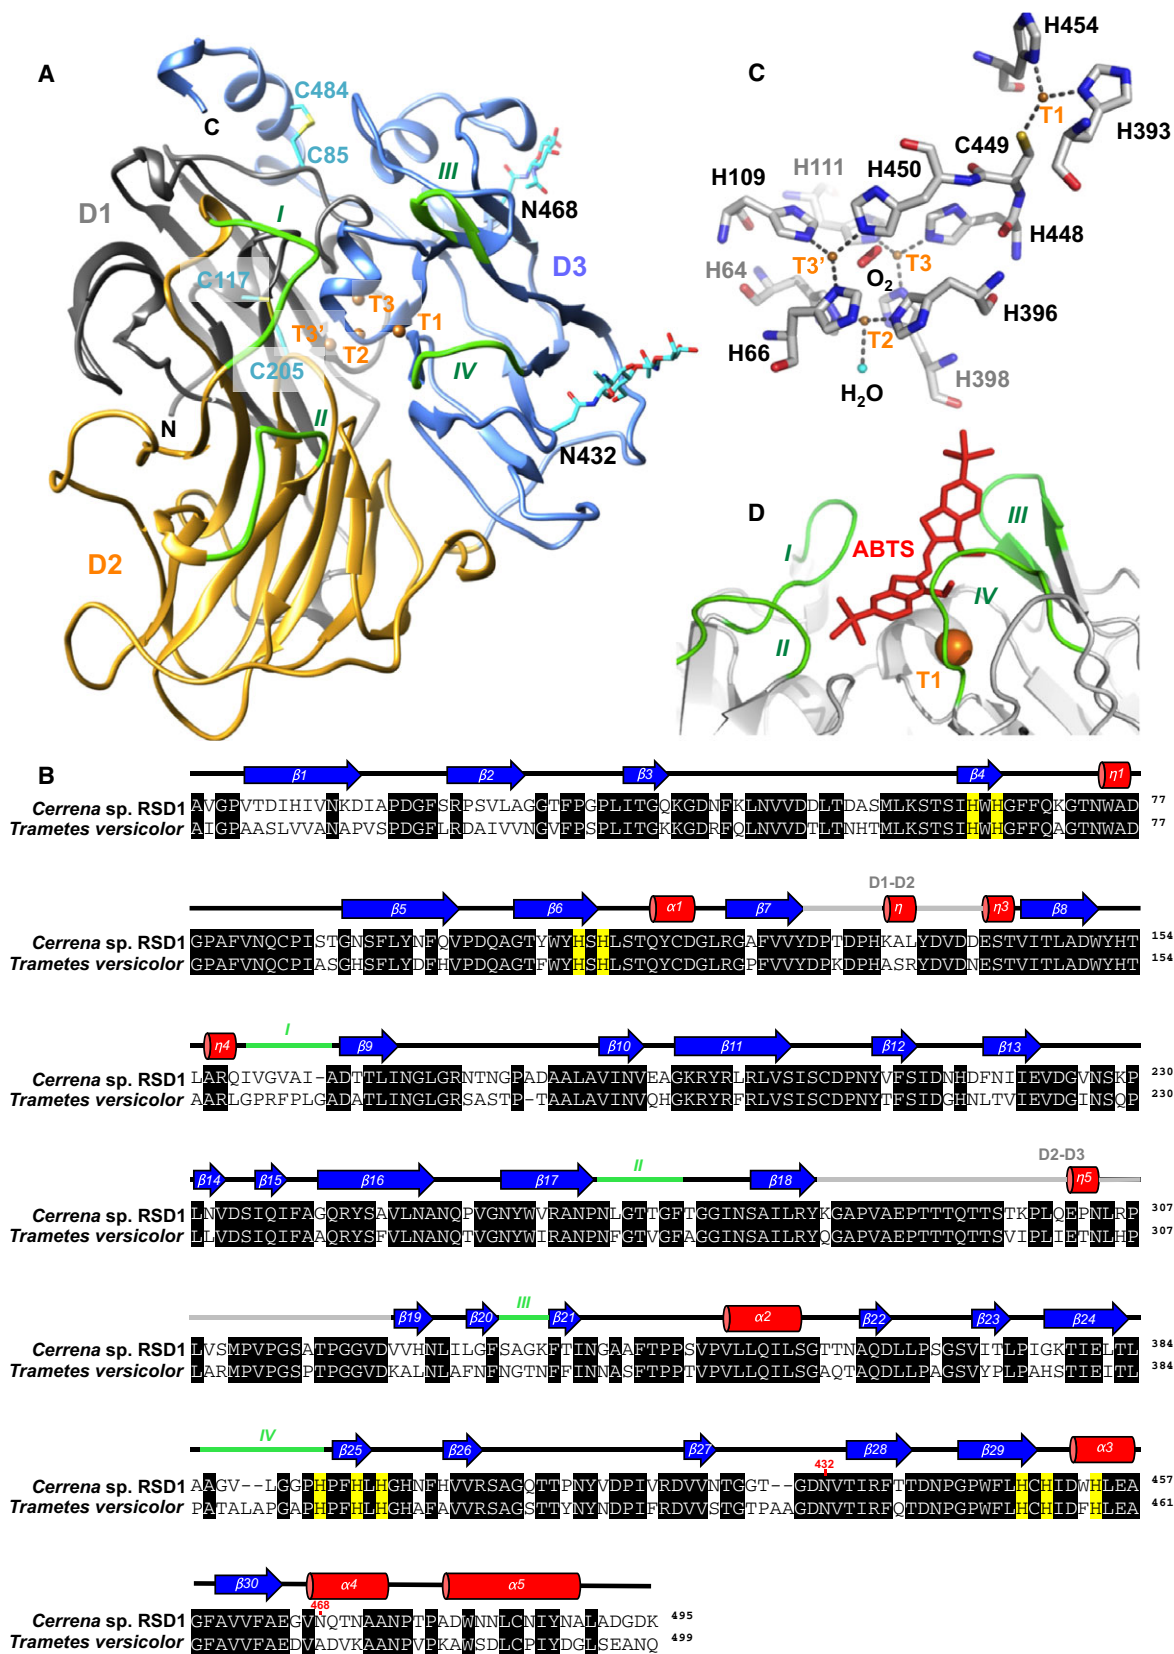 A
C484
C
C85
III
N468
D1
I
C117
D3
T3
T1
T3'
T2
C205
IV
N
II
N432
D2
C
H454
T1
H393
C449
H450
H111
H109
H448
T3'
T3
O2
H64
H396
T2
H66
H398
H2O
D
III
I
ABTS
IV
II
T1
B
β1 β2 β3 β4 η1
Cerrena sp. RSD1 AVGPVTDIHIVNKDIAPDGFSRPSVLAGGTFPGPLITGQKGDNFKLNVVDDLTDASMLKSTSIHWHGFFQKGTNWAD 77
Trametes versicolor AIGPAASLVVANAPVSPDGFLRDAIVVNGVFPSPLITGKKGDRFQLNVVDTLTNHTMLKSTSIHWHGFFQAGTNWAD 77
D1-D2
β5 β6 α1 β7 η η3 β8
Cerrena sp. RSD1 GPAFVNQCPISTGNSFLYNFQVPDQAGTYWYHSHLSTQYCDGLRGAFVVYDPTDPHKALYDVDDESTVITLADWYHT 154
Trametes versicolor GPAFVNQCPIASGHSFLYDFHVPDQAGTFWYHSHLSTQYCDGLRGPFVVYDPKDPHASRYDVDNESTVITLADWYHT 154
I
η4 β9 β10 β11 β12 β13
Cerrena sp. RSD1 LARQIVGVAI-ADTTLINGLGRNTNGPADAALAVINVEAGKRYRLRLVSISCDPNYVFSIDNHDFNIIEVDGVNSKP 230
Trametes versicolor AARLGPRFPLGADATLINGLGRSASTP-TAALAVINVQHGKRYRFRLVSISCDPNYTFSIDGHNLTVIEVDGINSQP 230
II
D2-D3
β14 β15 β16 β17 β18 η5
Cerrena sp. RSD1 LNVDSIQIFAGQRYSAVLNANQPVGNYWVRANPNLGTTGFTGGINSAILRYKGAPVAEPTTTQTTSTKPLQEPNLRP 307
Trametes versicolor LLVDSIQIFAAQRYSFVLNANQTVGNYWIRANPNFGTVGFAGGINSAILRYQGAPVAEPTTTQTTSVIPLIETNLHP 307
β19 β20 III β21 α2 β22 β23 β24
Cerrena sp. RSD1 LVSMPVPGSATPGGVDVVHNLILGFSAGKFTINGAAFTPPSVPVLLQILSGTTNAQDLLPSGSVITLPIGKTIELTL 384
Trametes versicolor LARMPVPGSPTPGGVDKALNLAFNFNGTNFFINNASFTPPTVPVLLQILSGAQTAQDLLPAGSVYPLPAHSTIEITL 384
IV
β25 β26 β27 β28 β29 α3
432
Cerrena sp. RSD1 AAGV--LGGPHPFHLHGHNFHVVRSAGQTTPNYVDPIVRDVVNTGGT--GDNVTIRFTTDNPGPWFLHCHIDWHLEA 457
Trametes versicolor PATALAPGAPHPFHLHGHAFAVVRSAGSTTYNYNDPIFRDVVSTGTPAAGDNVTIRFQTDNPGPWFLHCHIDFHLEA 461
β30 α4 α5
468
Cerrena sp. RSD1 GFAVVFAEGVNQTNAANPTPADWNNLCNIYNALADGDK 495
Trametes versicolor GFAVVFAEDVADVKAANPVPKAWSDLCPIYDGLSEANQ 499